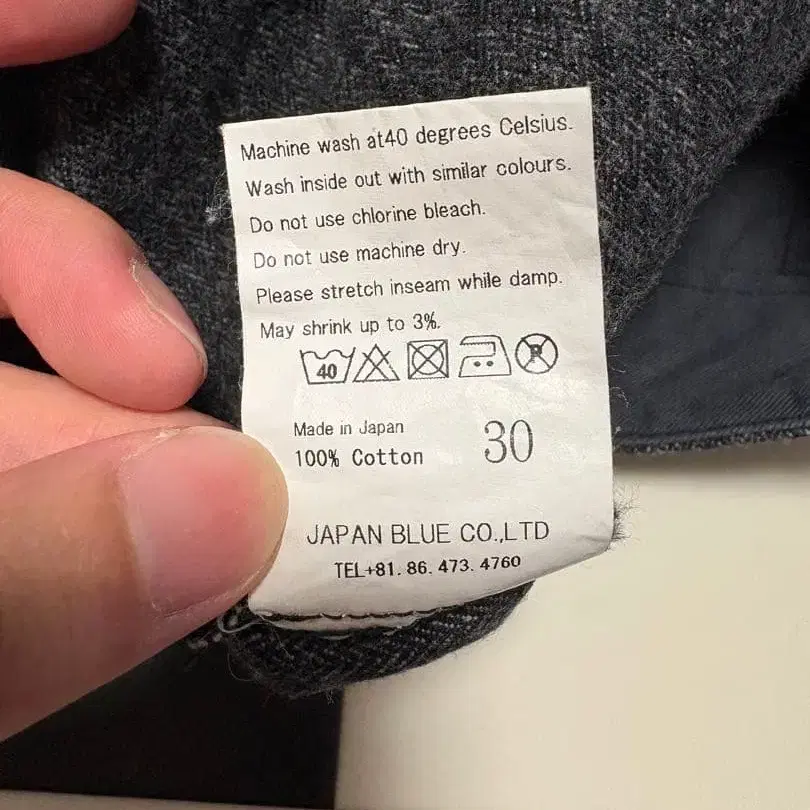 Machine wash at40 degrees Celsius.
Wash inside out with similar colours.
Do not use chlorine bleach.
Do not use machine dry.
Please stretch inseam while damp.
May shrink up to 3%.
40 P
Made in Japan
100% Cotton 30
JAPAN BLUE CO.,LTD
TEL+81. 86. 473. 4760